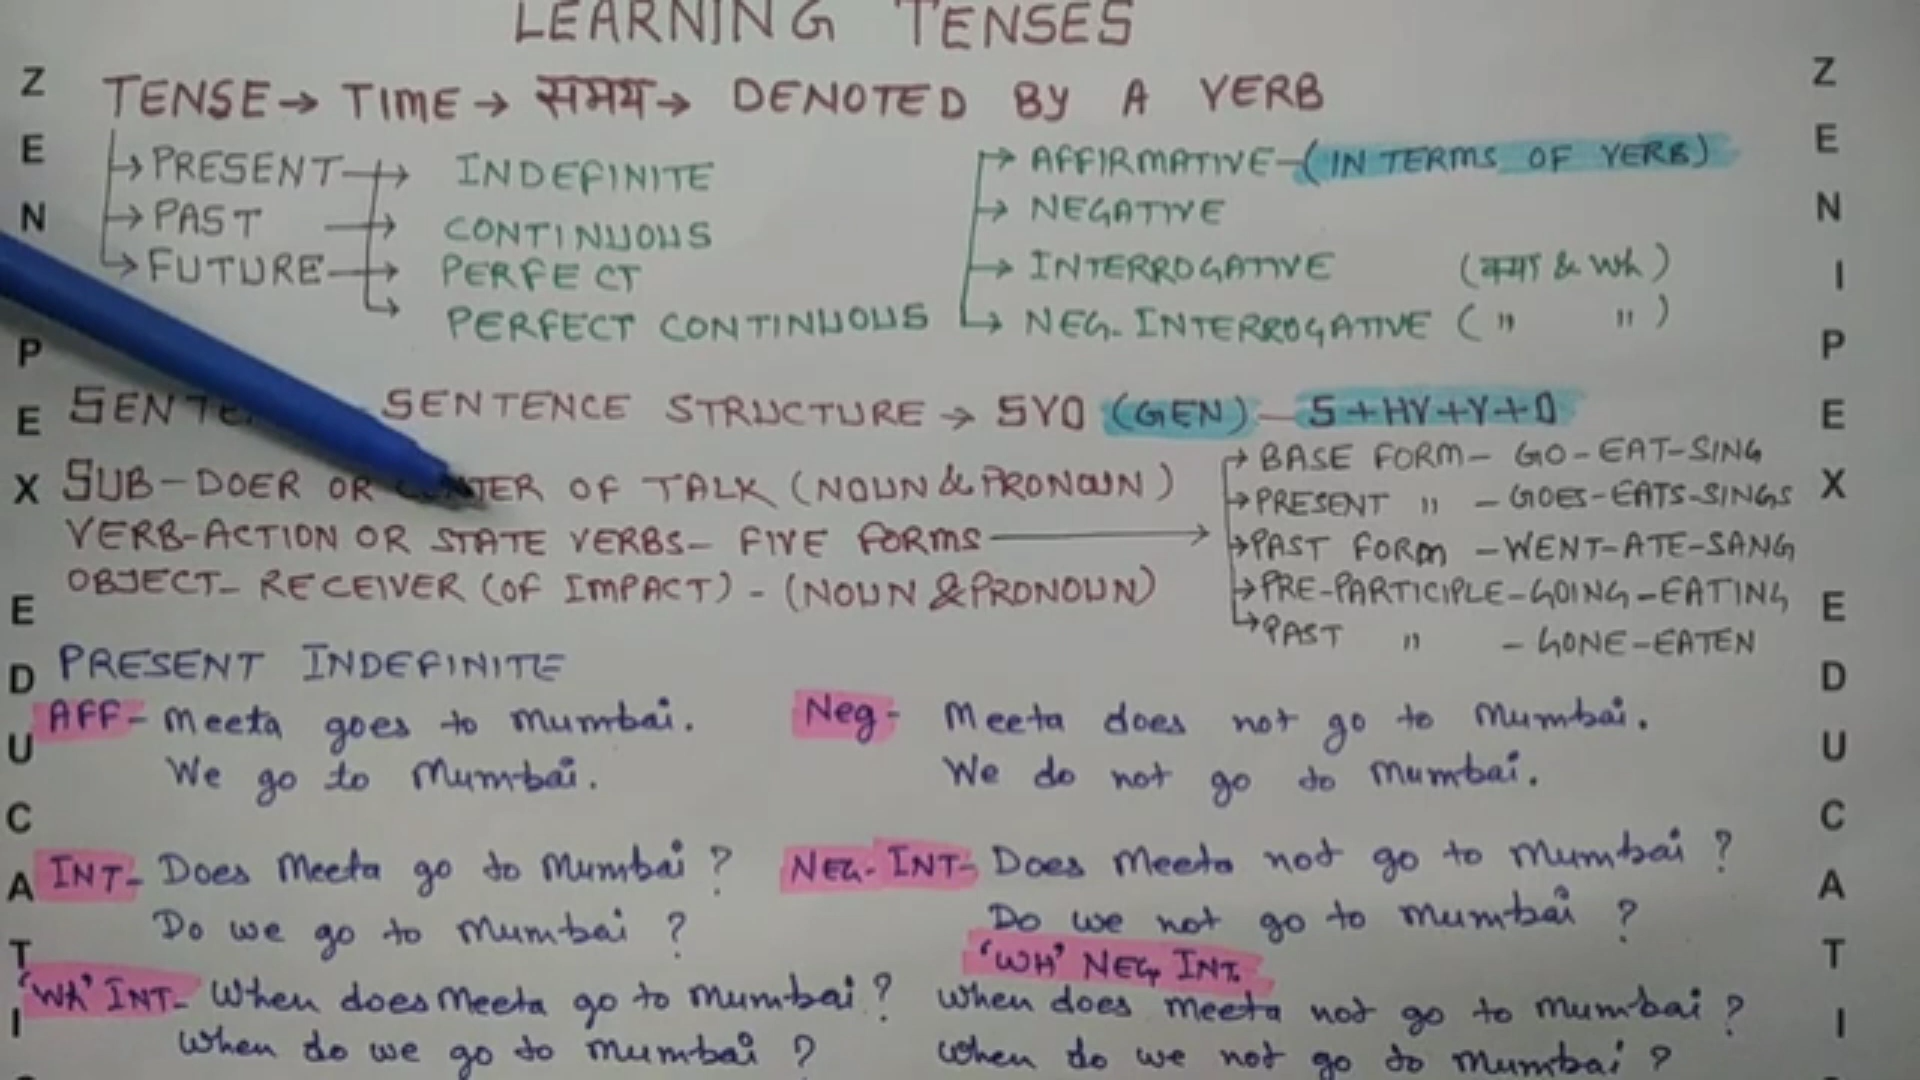 LEARNING TENSES
TENSE→ TIME→ समय→ DENOTED BY A VERB
PRESENT → INDEFINITE → AFFIRMATIVE-(IN TERMS OF VERB)
PAST → CONTINUOUS → NEGATIVE
FUTURE → PERFECT → INTERROGATIVE (क्या & Wh)
PERFECT CONTINUOUS → NEG-INTERROGATIVE ( " " )
SENTENCE STRUCTURE → SVO (GEN) - S+HV+V+O
SUB-DOER OR OF TALK (NOUN & PRONOUN)
VERB-ACTION OR STATE VERBS- FIVE FORMS →
OBJECT- RECEIVER (OF IMPACT) - (NOUN & PRONOUN)
BASE FORM- GO-EAT-SING
PRESENT " - GOES-EATS-SINGS
PAST FORM - WENT-ATE-SANG
PRE-PARTICIPLE-GOING-EATING
PAST " - GONE-EATEN
PRESENT INDEFINITE
AFF- Meeta goes to Mumbai.
We go to Mumbai.
Neg- Meeta does not go to Mumbai.
We do not go to Mumbai.
INT- Does Meeta go to Mumbai ?
Do we go to Mumbai ?
NEG-INT- Does Meeta not go to Mumbai ?
Do we not go to Mumbai ?
'Wh' INT- When does Meeta go to Mumbai ?
When do we go to Mumbai ?
'WH' NEG INT.
When does Meeta not go to Mumbai ?
When do we not go to Mumbai ?
ZEN PEX EDUCATI
ZENIPEX EDUCATI